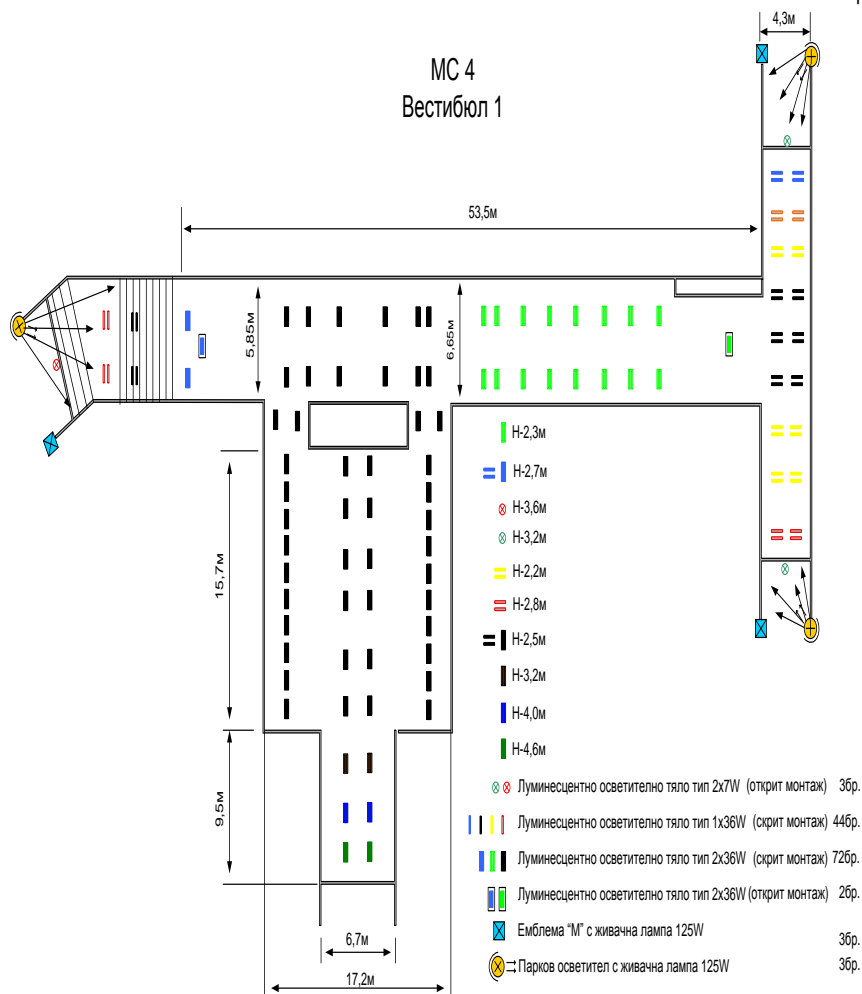 4,3м
МС 4
Вестибюл 1
53,5м
5,85м
6,65м
Н-2,3м
Н-2,7м
Н-3,6м
Н-3,2м
Н-2,2м
Н-2,8м
Н-2,5м
Н-3,2м
Н-4,0м
Н-4,6м
15,7м
9,5м
Луминесцентно осветително тяло тип 2x7W (открит монтаж) 3бр.
Луминесцентно осветително тяло тип 1x36W (скрит монтаж) 44бр.
Луминесцентно осветително тяло тип 2x36W (скрит монтаж) 72бр.
Луминесцентно осветително тяло тип 2x36W (открит монтаж) 2бр.
Емблема “М” с живачна лампа 125W 3бр.
Парков осветител с живачна лампа 125W 3бр.
6,7м
17,2м